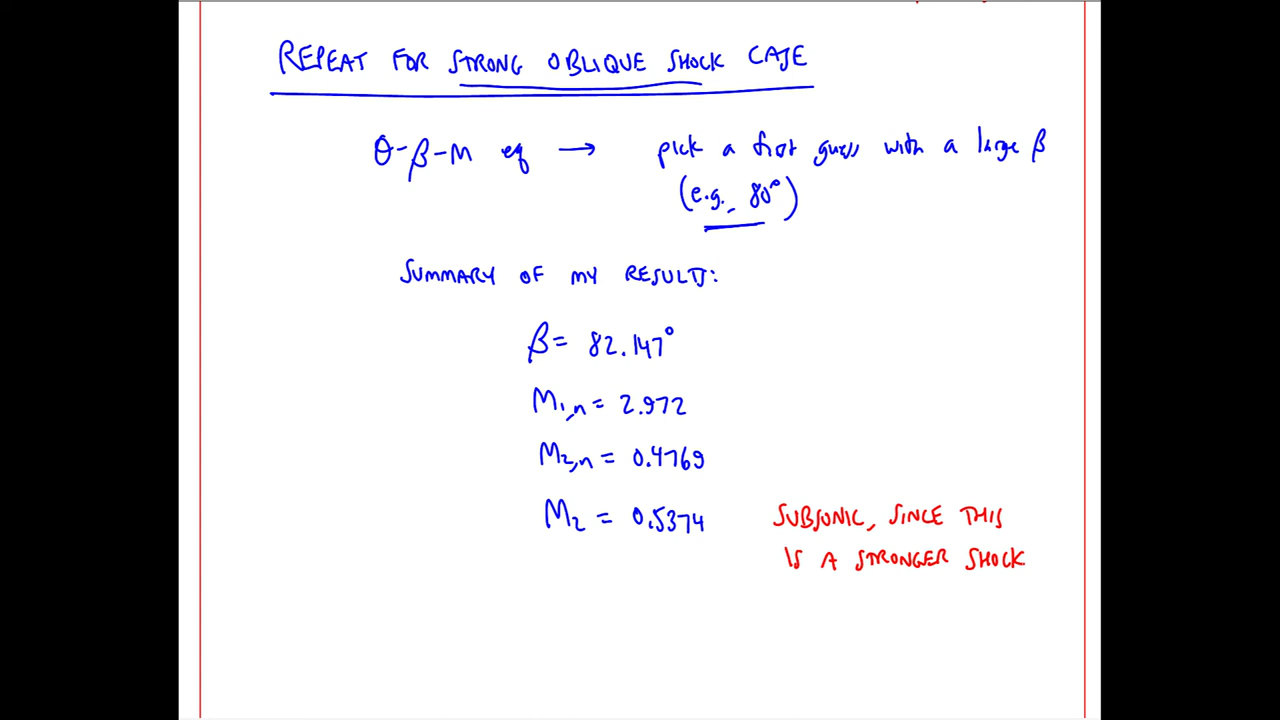 REPEAT FOR STRONG OBLIQUE SHOCK CASE
θ-β-M eq → pick a first guess with a large β
(e.g., 80°)
SUMMARY OF MY RESULTS:
β = 82.147°
M1,n = 2.972
M2,n = 0.4769
M2 = 0.5374
SUBSONIC, SINCE THIS
IS A STRONGER SHOCK